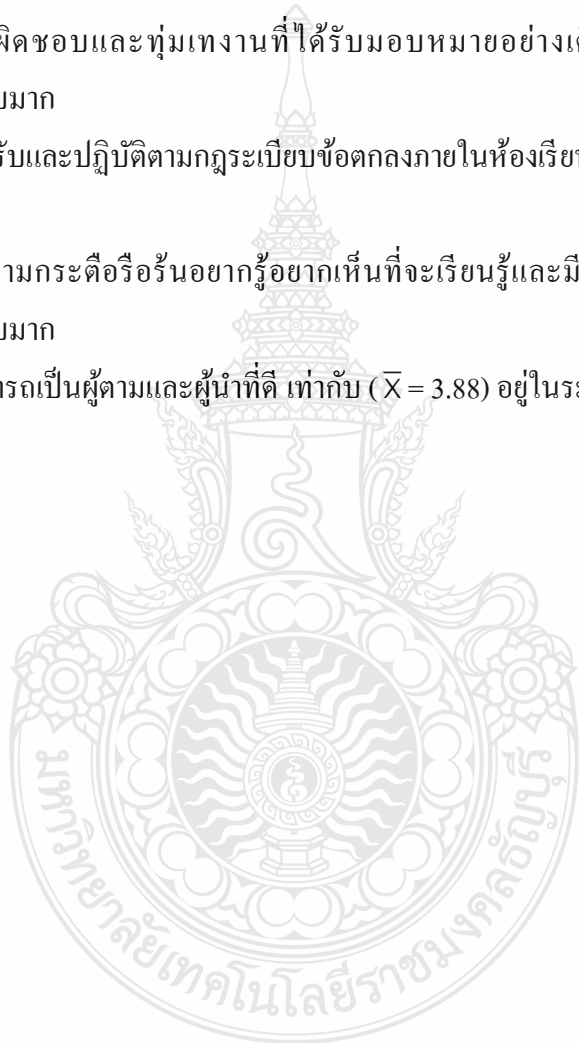 ผิดชอบและทุ่มเทงานที่ได้รับมอบหมายอย่างเต็
บมาก
รับและปฏิบัติตามกฎระเบียบข้อตกลงภายในห้องเรียน
ามกระตือรือร้นอยากรู้อยากเห็นที่จะเรียนรู้และมี
บมาก
ารถเป็นผู้ตามและผู้นำที่ดี เท่ากับ ( X̅ = 3.88) อยู่ในระ
มหาวิทยาลัยเทคโนโลยีราชมงคลธัญบุรี